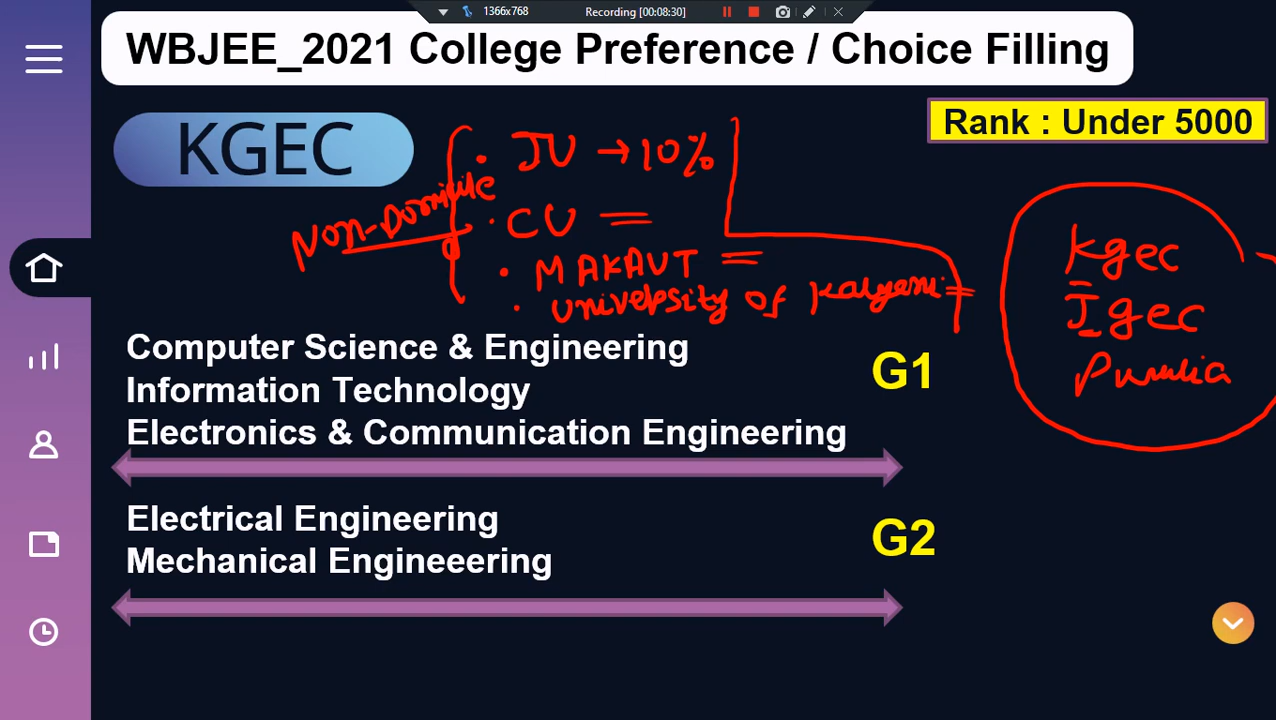 1366x768
Recording [00:08:30]
WBJEE_2021 College Preference / Choice Filling
KGEC
Rank : Under 5000
Non-Domicile
JU → 10%
CU =
MAKAUT =
University of Kalyani =
Kgec
Jgec
Purulia
Computer Science & Engineering
Information Technology
Electronics & Communication Engineering
G1
Electrical Engineering
Mechanical Engineeering
G2